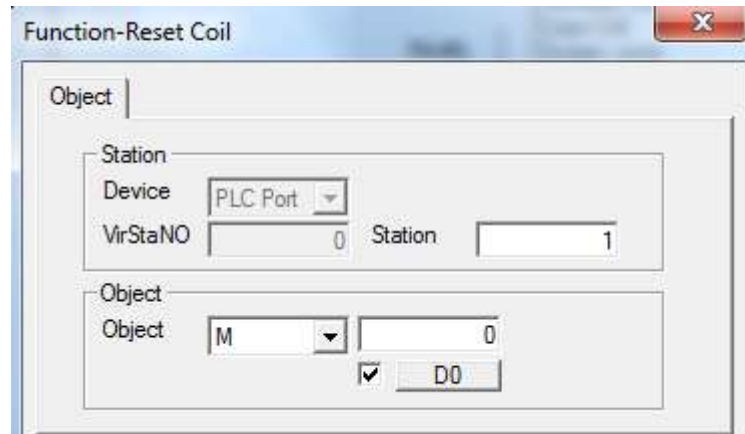 Function-Reset Coil
Object
Station
Device PLC Port
VirStaNO 0 Station 1
Object
Object M 0
D0